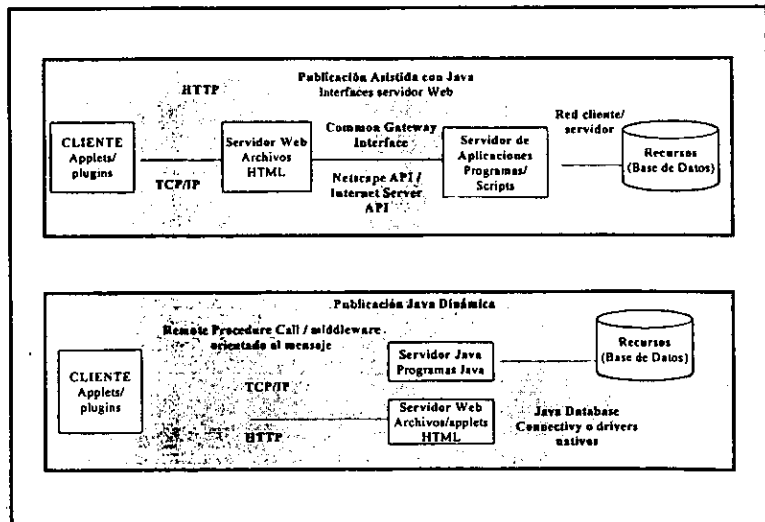 Publicación Asistida con Java
Interfaces servidor Web
HTTP
CLIENTE
Applets/
plugins
TCP/IP
Servidor Web
Archivos
HTML
Common Gateway
Interface
Netscape API /
Internet Server
API
Servidor de
Aplicaciones
Programas/
Scripts
Red cliente/
servidor
Recursos
(Base de Datos)
Publicación Java Dinámica
Remote Procedure Call / middleware
orientado al mensaje
CLIENTE
Applets/
plugins
TCP/IP
HTTP
Servidor Java
Programas Java
Servidor Web
Archivos/applets
HTML
Recursos
(Base de Datos)
Java Database
Connectivy o drivers
nativos